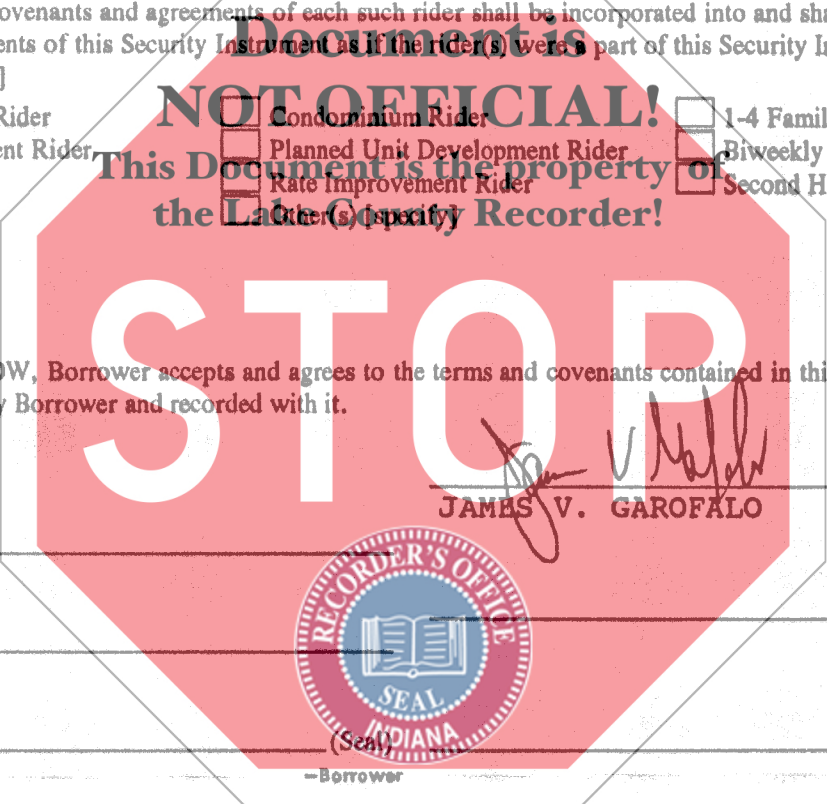 ovenants and agreements of each such rider shall be incorporated into and sha
Document is
ents of this Security Instrument as if the rider(s) were a part of this Security In
]
NOT OFFICIAL!
Rider Condominium Rider 1-4 Famil
ent Rider Planned Unit Development Rider Biweekly
This Document is the property of
Rate Improvement Rider Second H
the Lake County Recorder!
Other(s) [specify]
STOP
OW, Borrower accepts and agrees to the terms and covenants contained in thi
y Borrower and recorded with it.
JAMES V. GAROFALO
RECORDER'S OFFICE
SEAL
INDIANA
(Seal)
—Borrower